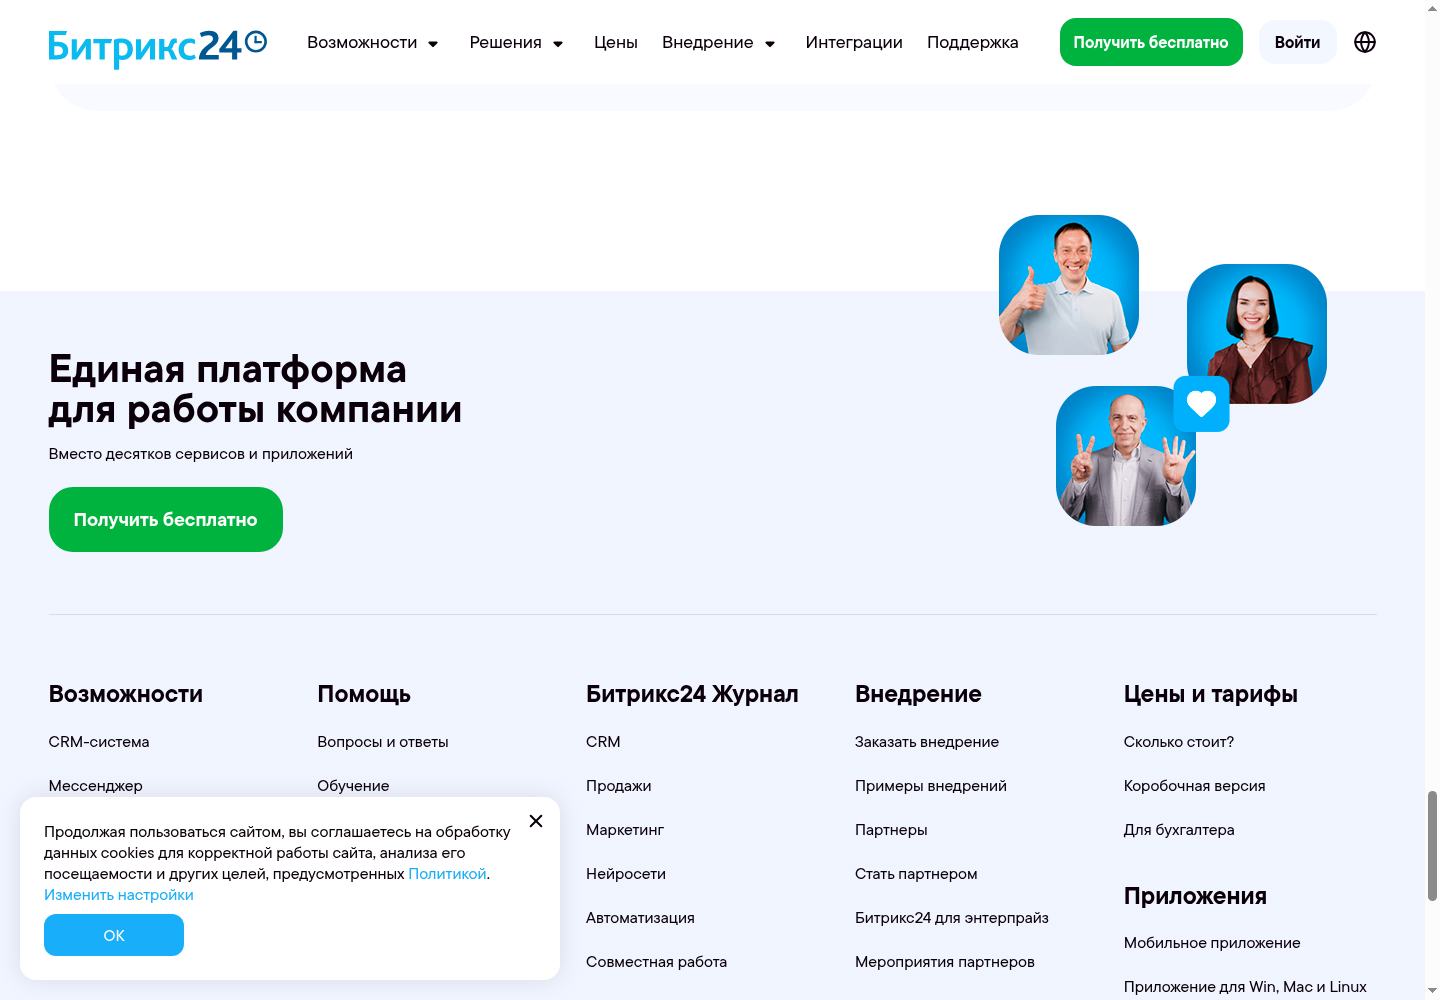 Битрикс24
Возможности
Решения
Цены
Внедрение
Интеграции
Поддержка
Получить бесплатно
Войти
Единая платформа
для работы компании
Вместо десятков сервисов и приложений
Получить бесплатно
Возможности
CRM-система
Мессенджер
Помощь
Вопросы и ответы
Обучение
Битрикс24 Журнал
CRM
Продажи
Маркетинг
Нейросети
Автоматизация
Совместная работа
Внедрение
Заказать внедрение
Примеры внедрений
Партнеры
Стать партнером
Битрикс24 для энтерпрайз
Мероприятия партнеров
Цены и тарифы
Сколько стоит?
Коробочная версия
Для бухгалтера
Приложения
Мобильное приложение
Приложение для Win, Mac и Linux
Продолжая пользоваться сайтом, вы соглашаетесь на обработку
данных cookies для корректной работы сайта, анализа его
посещаемости и других целей, предусмотренных Политикой.
Изменить настройки
OK